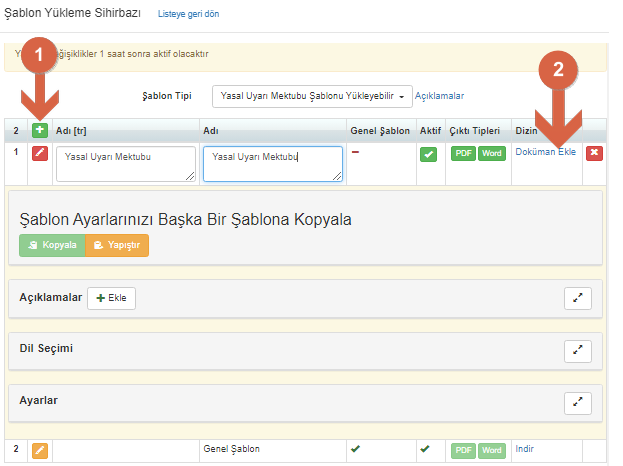 Şablon Yükleme Sihirbazı Listeye geri dön
değişiklikler 1 saat sonra aktif olacaktır
1
2
Şablon Tipi Yasal Uyarı Mektubu Şablonu Yükleyebilir Açıklamalar
2 Adı [tr] Adı Genel Şablon Aktif Çıktı Tipleri Dizin
1 Yasal Uyarı Mektubu Yasal Uyarı Mektubu PDF Word Doküman Ekle
Şablon Ayarlarınızı Başka Bir Şablona Kopyala
Kopyala Yapıştır
Açıklamalar Ekle
Dil Seçimi
Ayarlar
2 Genel Şablon PDF Word İndir